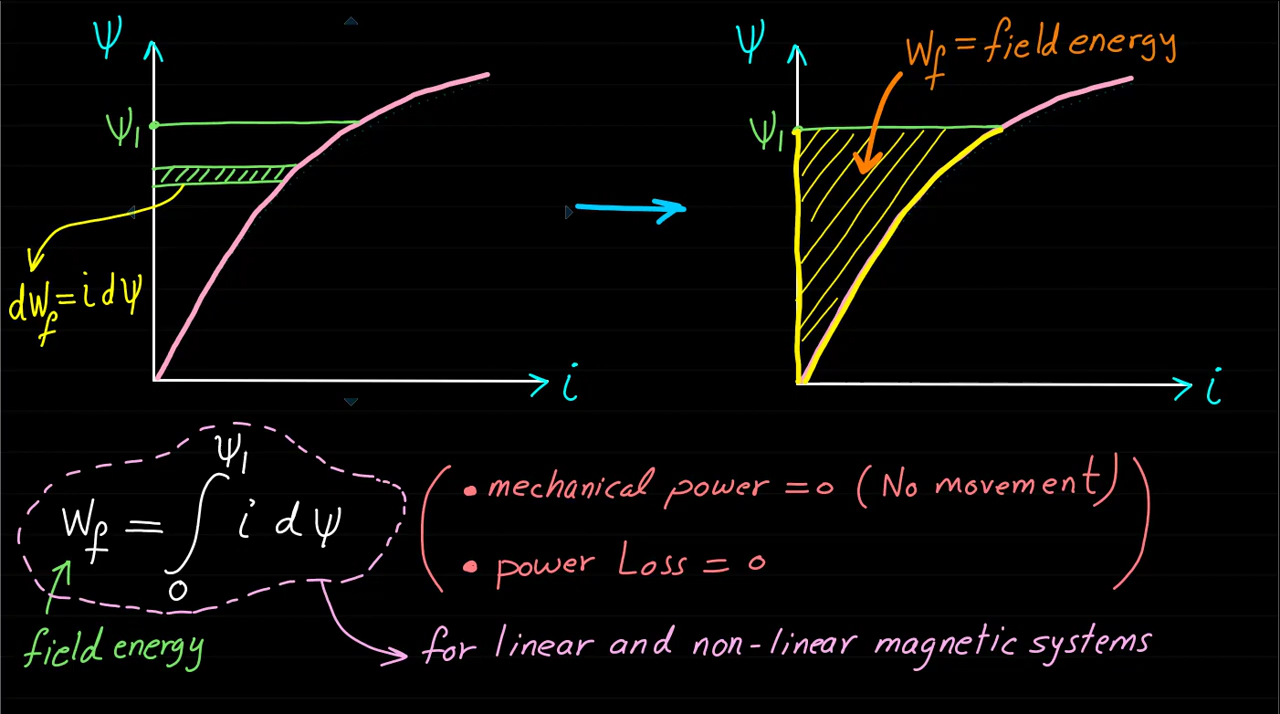 Ψ
Ψ₁
dWf = i dΨ
i
Ψ
Wf = field energy
Ψ₁
i
Wf = ∫₀^Ψ₁ i dΨ
field energy
• mechanical power = 0 (No movement)
• power Loss = 0
for linear and non-linear magnetic systems